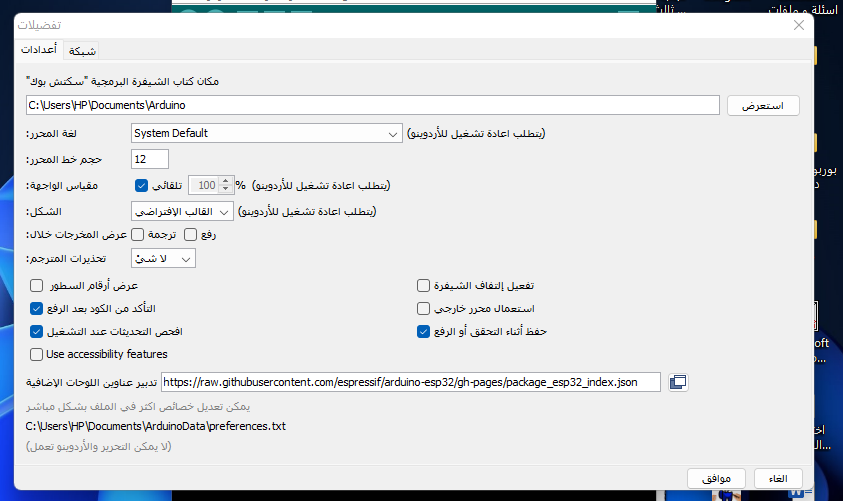 اسئلة و ملفات
ثالث...
تفضيلات
أعدادات
شبكة
مكان كتاب الشيفرة البرمجية "سكتش بوك"
C:\Users\HP\Documents\Arduino
استعرض
لغة المحرر:
System Default
(يتطلب اعادة تشغيل للأردوينو)
حجم خط المحرر:
12
مقياس الواجهة:
تلقائي
100
%
(يتطلب اعادة تشغيل للأردوينو)
الشكل:
القالب الإفتراضي
(يتطلب اعادة تشغيل للأردوينو)
عرض المخرجات خلال:
ترجمة
رفع
تحذيرات المترجم:
لا شئ
عرض أرقام السطور
تفعيل إلتفاف الشيفرة
التأكد من الكود بعد الرفع
استعمال محرر خارجي
افحص التحديثات عند التشغيل
حفظ أثناء التحقق أو الرفع
Use accessibility features
تدبير عناوين اللوحات الإضافية
https://raw.githubusercontent.com/espressif/arduino-esp32/gh-pages/package_esp32_index.json
يمكن تعديل خصائص اكثر في الملف بشكل مباشر
C:\Users\HP\Documents\ArduinoData\preferences.txt
(لا يمكن التحرير والأردوينو تعمل)
موافق
الغاء